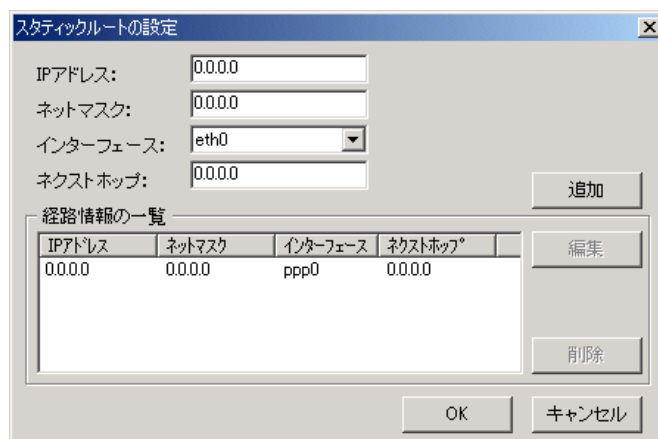 スタティックルートの設定
IPアドレス: 0.0.0.0
ネットマスク: 0.0.0.0
インターフェース: eth0
ネクストホップ: 0.0.0.0
追加
経路情報の一覧
IPアドレス ネットマスク インターフェース ネクストホップ
0.0.0.0 0.0.0.0 ppp0 0.0.0.0
編集
削除
OK キャンセル